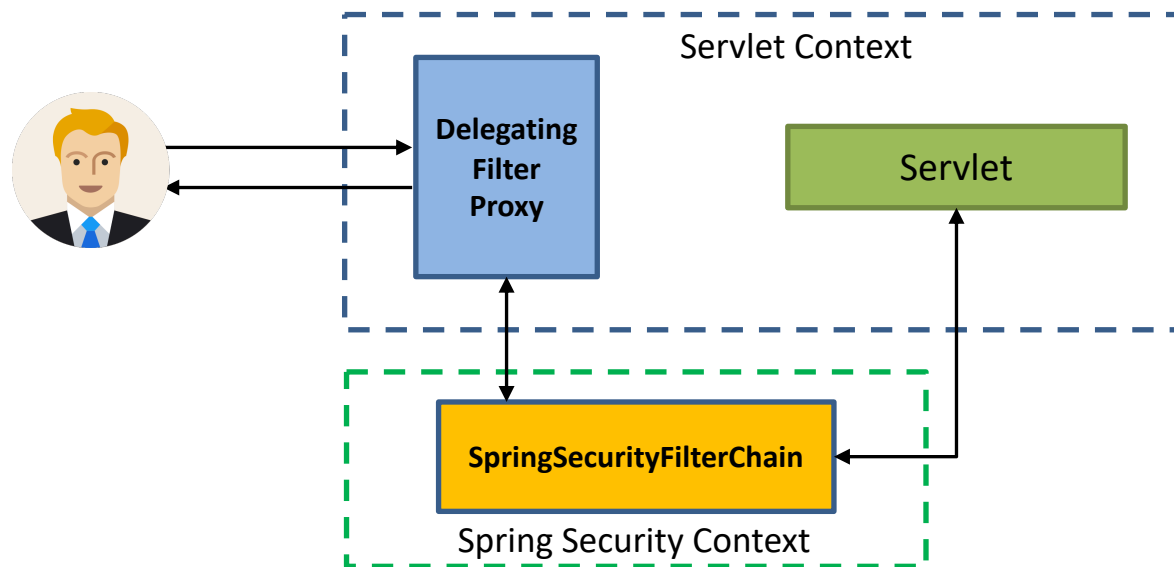 Servlet Context
Delegating
Filter
Proxy
Servlet
SpringSecurityFilterChain
Spring Security Context